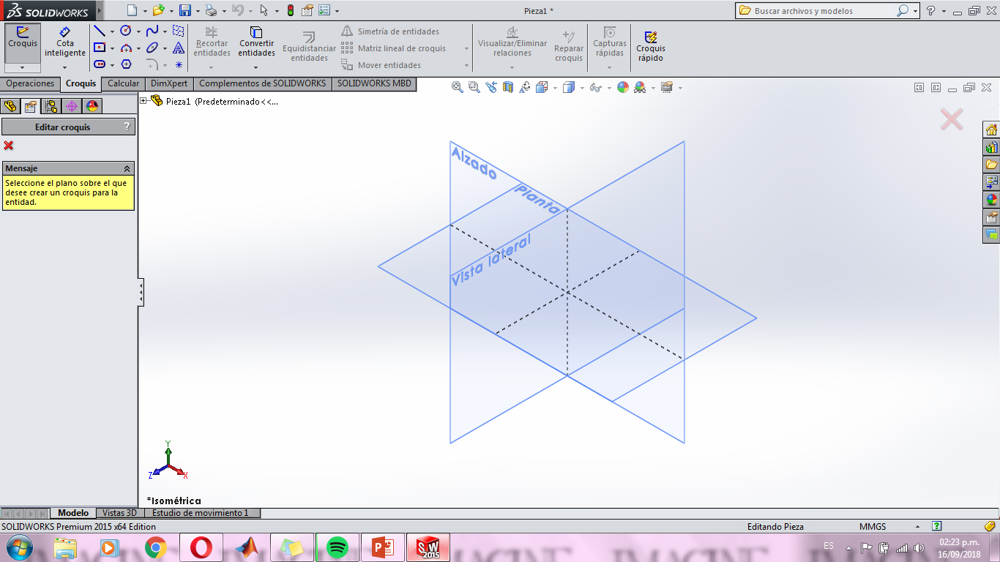 SOLIDWORKS
Pieza1 *
Buscar archivos y modelos
Croquis
Cota inteligente
Recortar entidades
Convertir entidades
Equidistanciar entidades
Simetría de entidades
Matriz lineal de croquis
Mover entidades
Visualizar/Eliminar relaciones
Reparar croquis
Capturas rápidas
Croquis rápido
Operaciones
Croquis
Calcular
DimXpert
Complementos de SOLIDWORKS
SOLIDWORKS MBD
Pieza1 (Predeterminado<<...
Editar croquis
?
Mensaje
Seleccione el plano sobre el que
desee crear un croquis para la
entidad.
Alzado
Planta
Vista lateral
Y
Z
X
*Isométrica
Modelo
Vistas 3D
Estudio de movimiento 1
SOLIDWORKS Premium 2015 x64 Edition
Editando Pieza
MMGS
ES
02:23 p.m.
16/09/2018
SW
2015